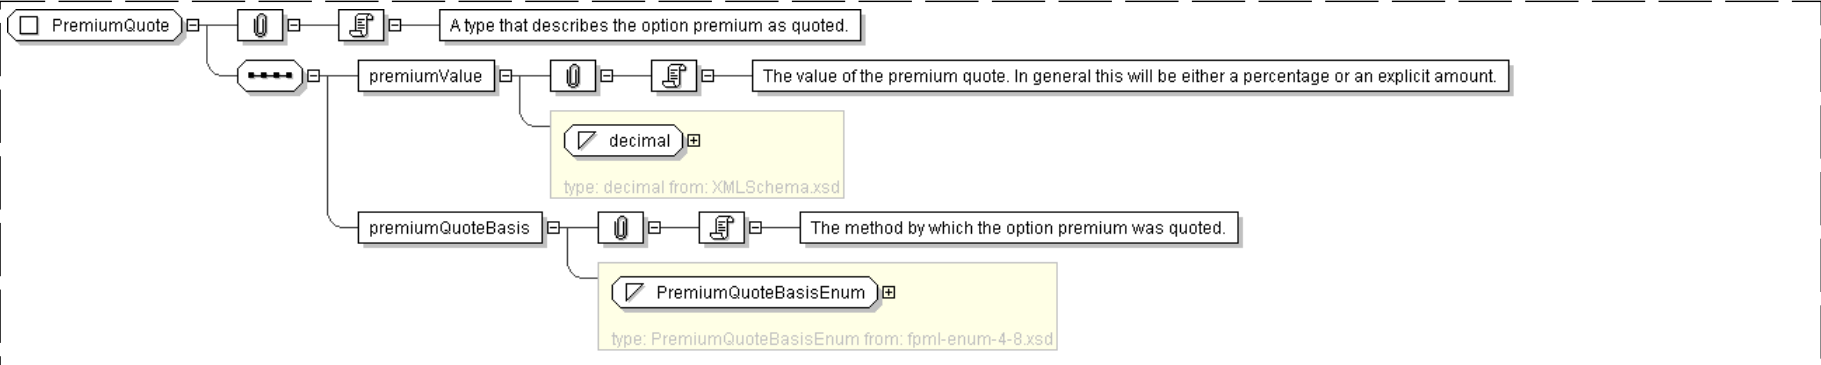 PremiumQuote
A type that describes the option premium as quoted.
premiumValue
The value of the premium quote. In general this will be either a percentage or an explicit amount.
decimal
type: decimal from: XMLSchema.xsd
premiumQuoteBasis
The method by which the option premium was quoted.
PremiumQuoteBasisEnum
type: PremiumQuoteBasisEnum from: fpml-enum-4-8.xsd